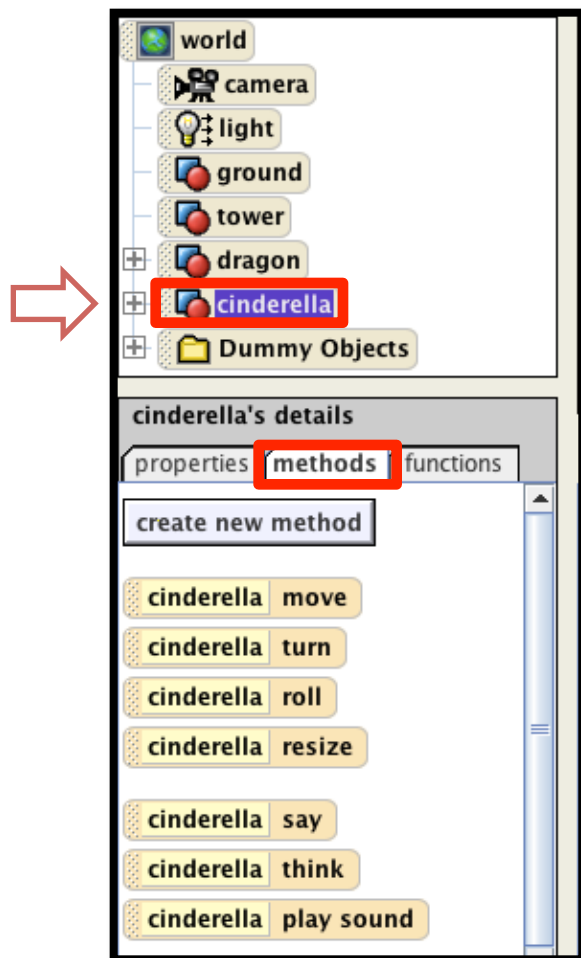 world
camera
light
ground
tower
dragon
cinderella
Dummy Objects
cinderella's details
properties methods functions
create new method
cinderella move
cinderella turn
cinderella roll
cinderella resize
cinderella say
cinderella think
cinderella play sound